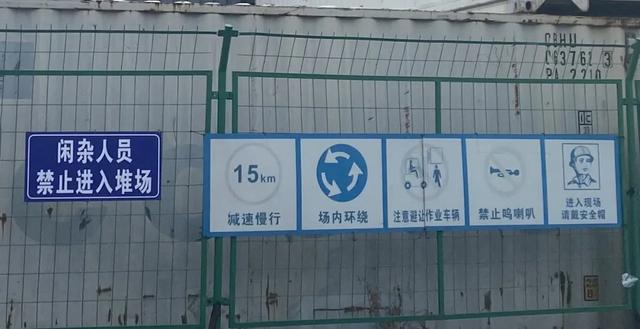 闲杂人员
禁止进入堆场
15km
减速慢行
场内环绕
注意避让作业车辆
禁止鸣喇叭
进入现场
请戴安全帽